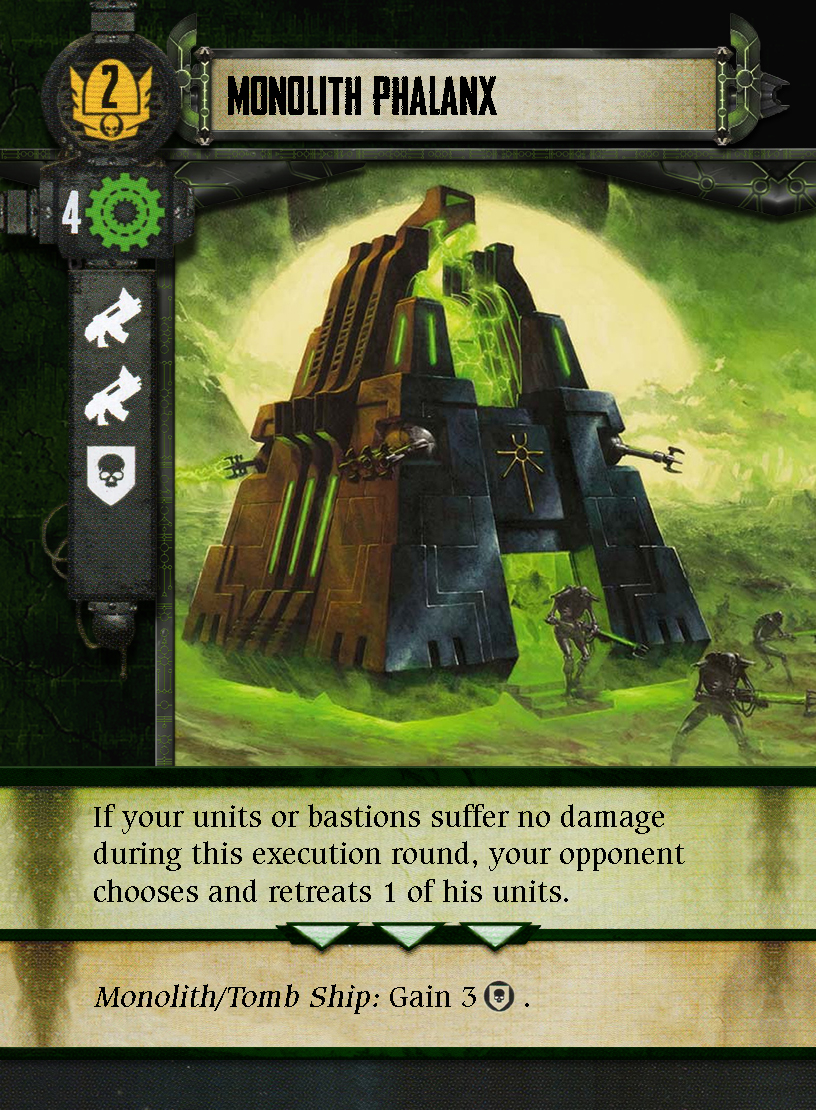 2
MONOLITH PHALANX
4
If your units or bastions suffer no damage
during this execution round, your opponent
chooses and retreats 1 of his units.
Monolith/Tomb Ship: Gain 3 .